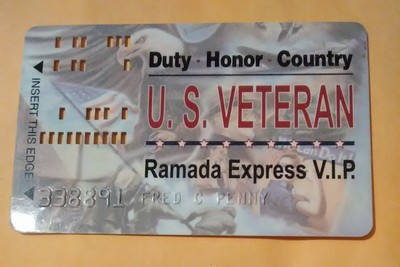 Duty · Honor · Country
U. S. VETERAN
Ramada Express V.I.P.
INSERT THIS EDGE
338891 FRED C PENNY